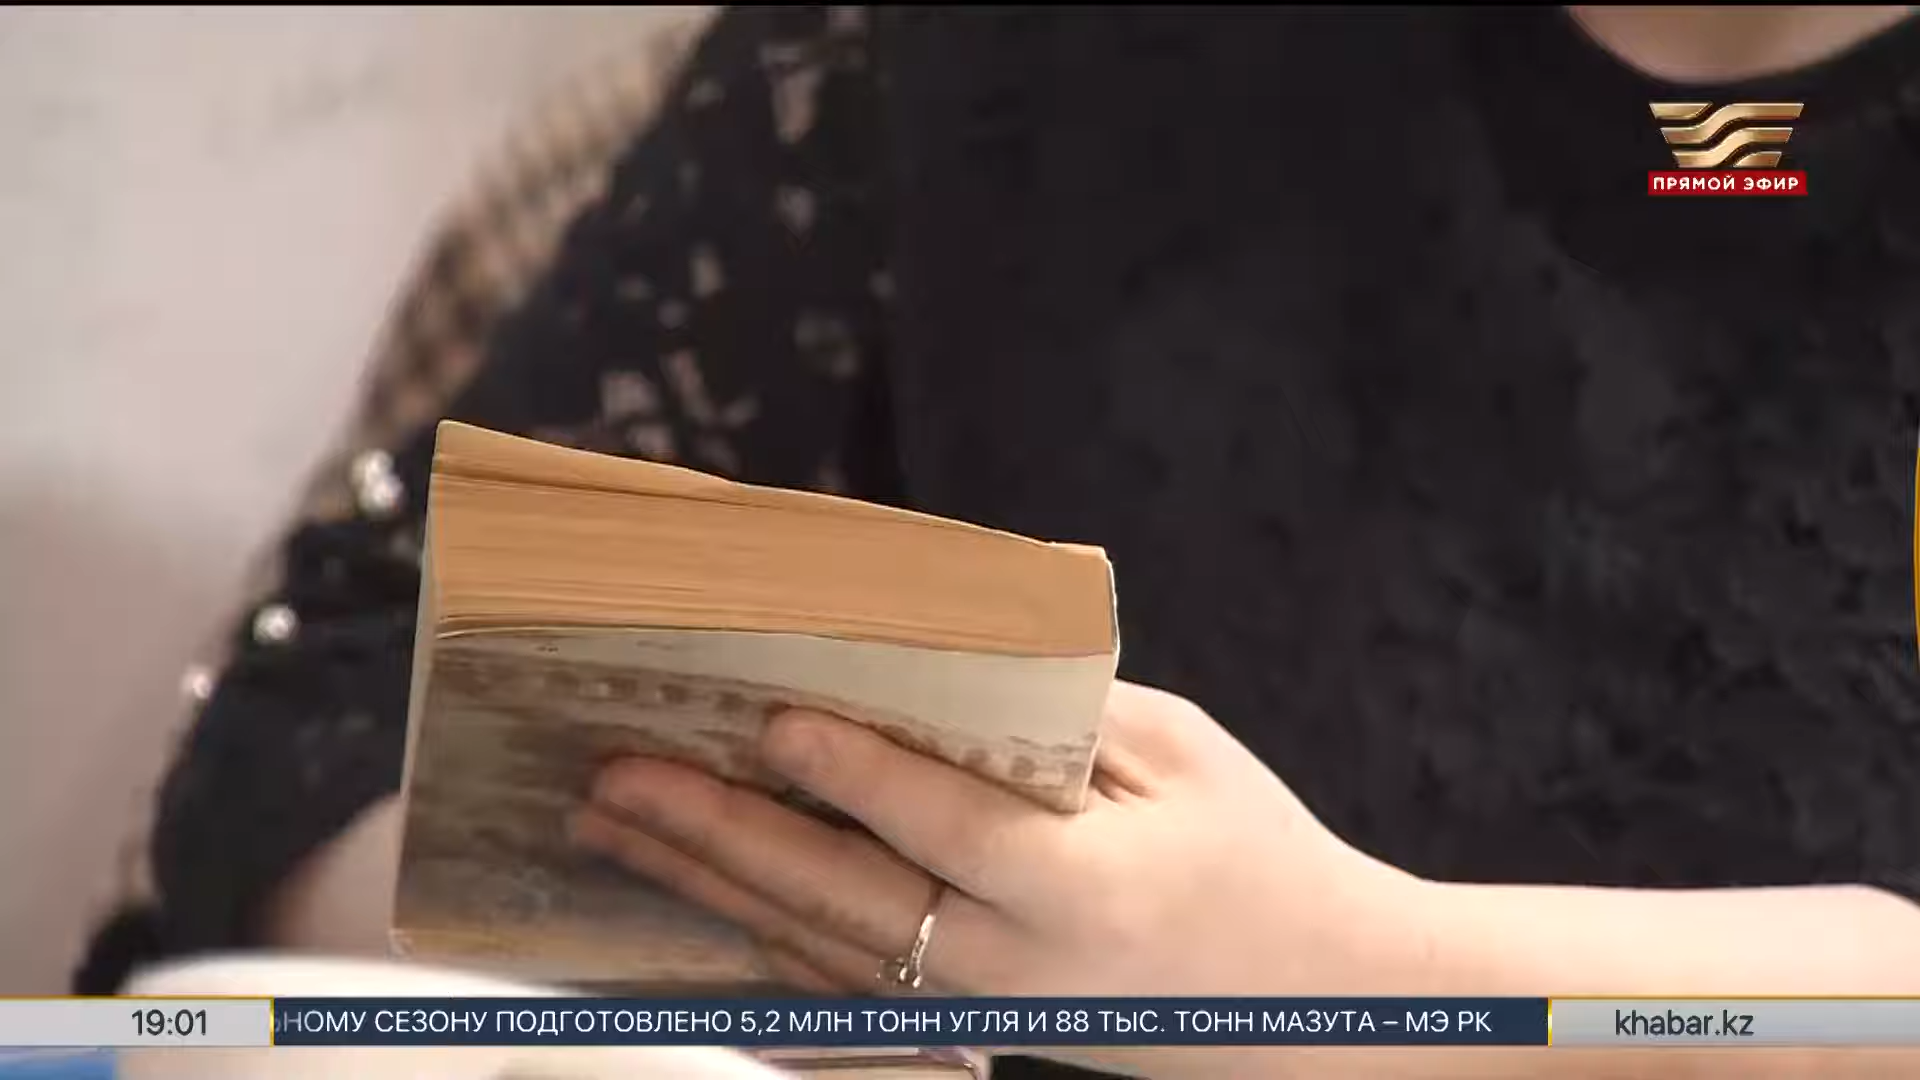 ПРЯМОЙ ЭФИР
19:01
ЬНОМУ СЕЗОНУ ПОДГОТОВЛЕНО 5,2 МЛН ТОНН УГЛЯ И 88 ТЫС. ТОНН МАЗУТА – МЭ РК
khabar.kz